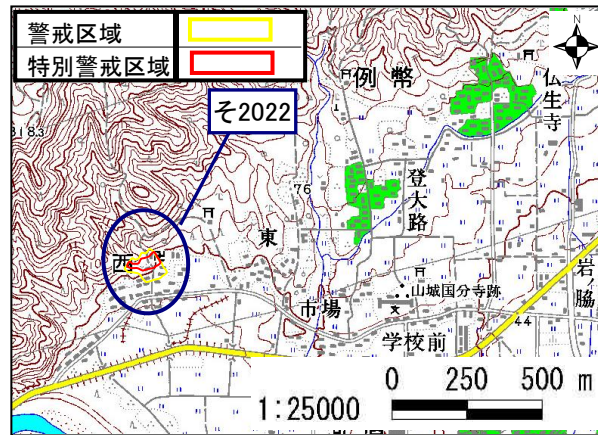 警戒区域
特別警戒区域
N
そ2022
例幣
仏生寺
183
76
登大路
東
西
岩ノ脇
山城国分寺跡
市場
44
学校前
0 250 500 m
1:25000